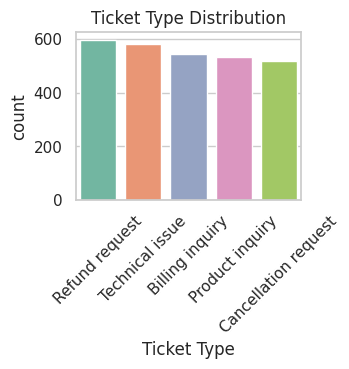 Ticket Type Distribution
count
600
400
200
0
Refund request
Technical issue
Billing inquiry
Product inquiry
Cancellation request
Ticket Type